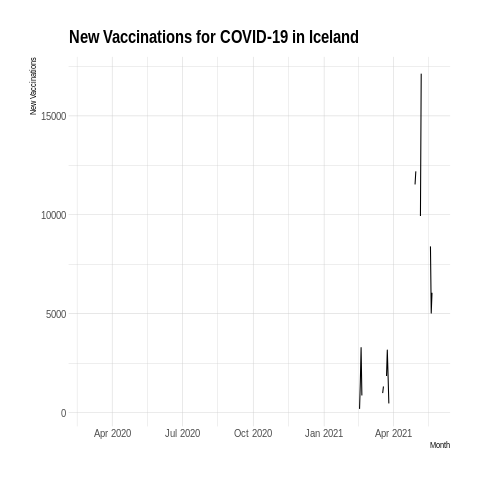 New Vaccinations for COVID-19 in Iceland
New Vaccinations
15000
10000
5000
0
Apr 2020 Jul 2020 Oct 2020 Jan 2021 Apr 2021
Month